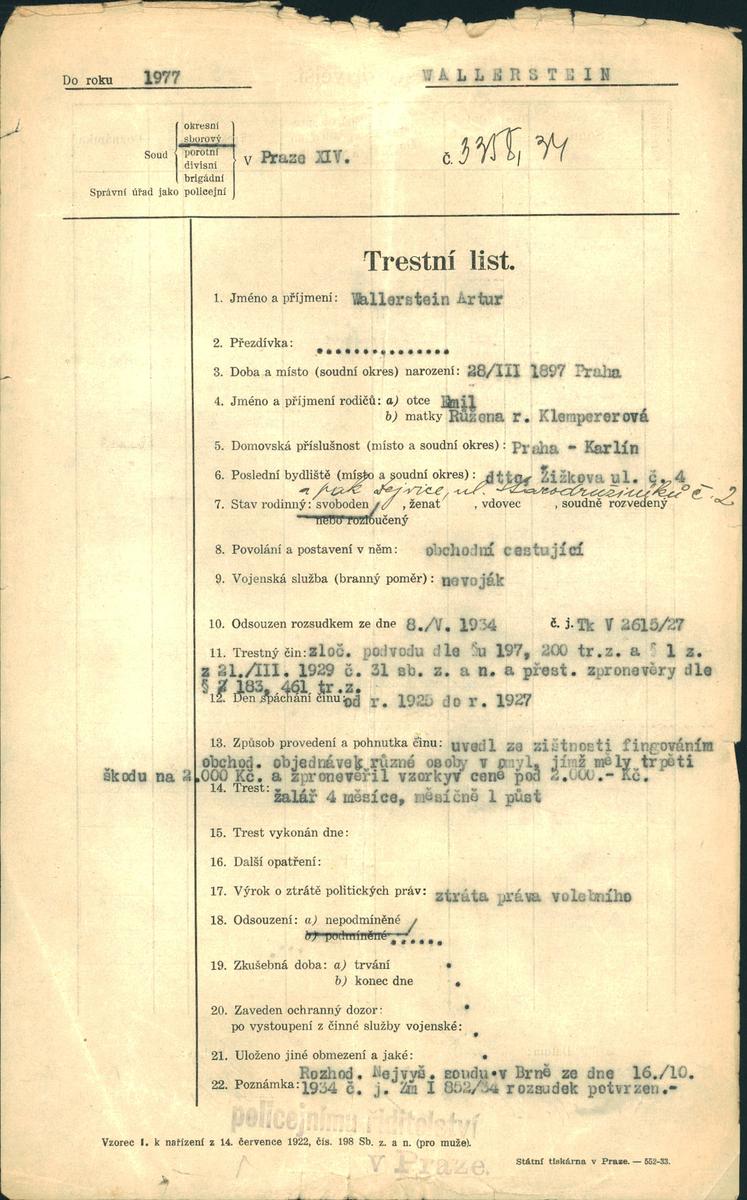 Do roku 1977 WALLERSTEIN
okresní
sborový
Soud porotní V Praze XIV. č. 3358, 34
divisní
brigádní
Správní úřad jako policejní
Trestní list.
1. Jméno a příjmení: Wallerstein Artur
2. Přezdívka: ...............
3. Doba a místo (soudní okres) narození: 28/III 1897 Praha
4. Jméno a příjmení rodičů: a) otce Emil
b) matky Růžena r. Klempererová
5. Domovská příslušnost (místo a soudní okres): Praha - Karlín
6. Poslední bydliště (místo a soudní okres): dtto, Žižkova ul. č. 4
a pak Dejvice, ul. Starodružiníků č. 2
7. Stav rodinný: svoboden, ženat, vdovec, soudně rozvedený
nebo rozloučený
8. Povolání a postavení v něm: obchodní cestující
9. Vojenská služba (branný poměr): nevoják
10. Odsouzen rozsudkem ze dne 8./V. 1934 č. j. Tk V 2615/27
11. Trestný čin: zloč. podvodu dle §u 197, 200 tr.z. a § 1 z.
z 21./III. 1929 č. 31 sb. z. a n. a přest. zpronevěry dle
§ 183, 461 tr.z.
12. Den spáchání činu: od r. 1925 do r. 1927
13. Způsob provedení a pohnutka činu: uvedl ze zištnosti fingováním
obchod. objednávek různé osoby v omyl, jímž měly trpěti
škodu na 2.000 Kč. a zpronevěřil vzorkyv ceně pod 2.000.- Kč.
14. Trest: žalář 4 měsíce, měsíčně 1 půst
15. Trest vykonán dne:
16. Další opatření:
17. Výrok o ztrátě politických práv: ztráta práva volebního
18. Odsouzení: a) nepodmíněné
b) podmíněné ......
19. Zkušebná doba: a) trvání
b) konec dne
20. Zaveden ochranný dozor:
po vystoupení z činné služby vojenské:
21. Uloženo jiné obmezení a jaké:
Rozhod. Nejvyš. soudu v Brně ze dne 16./10.
22. Poznámka: 1934 č. j. Zm I 852/34 rozsudek potvrzen.-
policejnímu ředitelství
v Praze.
Vzorec I. k nařízení z 14. července 1922, čís. 198 Sb. z. a n. (pro muže).
Státní tiskárna v Praze. — 552-33.